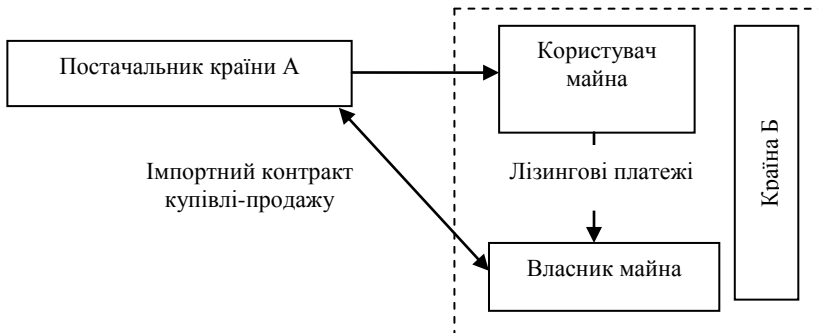 Постачальник країни А
Користувач
майна
Країна Б
Імпортний контракт
купівлі-продажу
Лізингові платежі
Власник майна